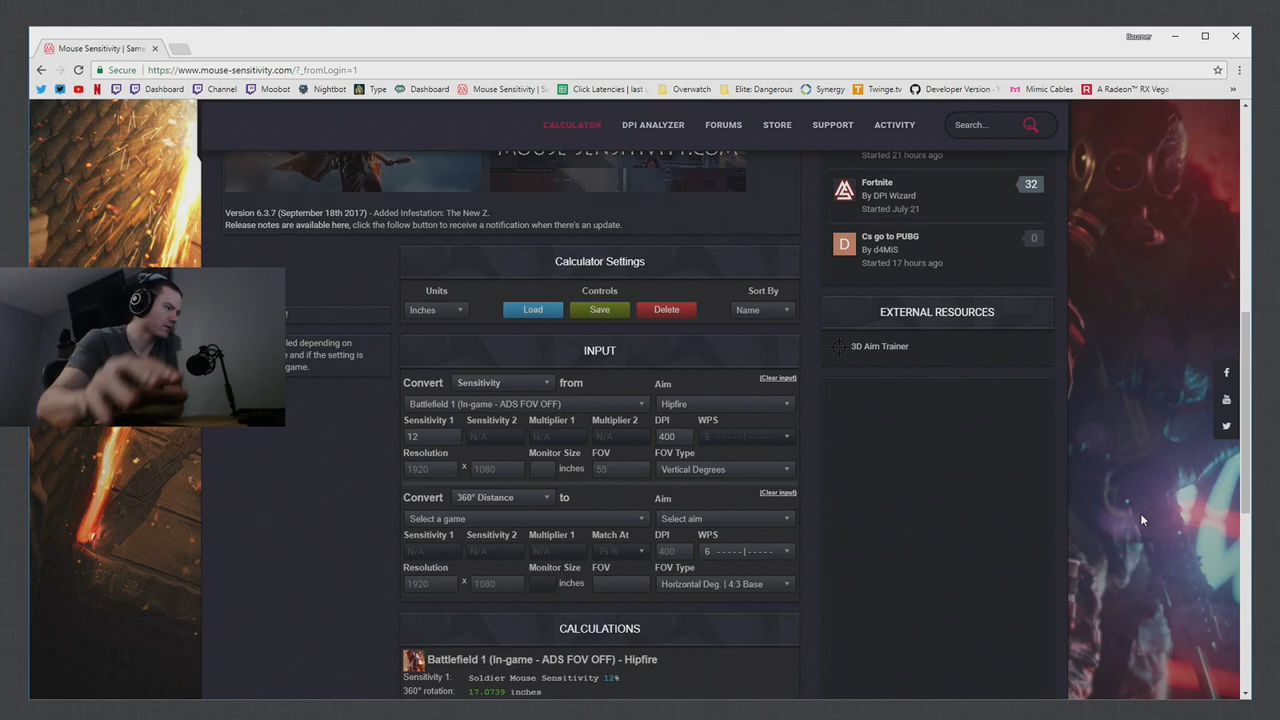 Baumer
Mouse Sensitivity | Same
Secure
https://www.mouse-sensitivity.com/?_fromLogin=1
Dashboard
Channel
Moobot
Nightbot
Type
Dashboard
Mouse Sensitivity | S
Click Latencies | last
Overwatch
Elite: Dangerous
Synergy
Twinge.tv
Developer Version -
Mimic Cables
A Radeon™ RX Vega
»
CALCULATOR
DPI ANALYZER
FORUMS
STORE
SUPPORT
ACTIVITY
Search...
MOUSE-SENSITIVITY.COM
Started 21 hours ago
Fortnite
32
By DPI Wizard
Started July 21
Version 6.3.7 (September 18th 2017) - Added Infestation: The New Z.
Release notes are available here, click the follow button to receive a notification when there's an update.
D
Cs go to PUBG
0
By d4MiS
Started 17 hours ago
Calculator Settings
Units
Controls
Sort By
Inches
Load
Save
Delete
Name
EXTERNAL RESOURCES
3D Aim Trainer
!
led depending on
e and if the setting is
game.
INPUT
Convert
Sensitivity
from
Aim
(Clear input)
Battlefield 1 (In-game - ADS FOV OFF)
Hipfire
Sensitivity 1
Sensitivity 2
Multiplier 1
Multiplier 2
DPI
WPS
12
N/A
N/A
N/A
400
6 -----|-----
Resolution
Monitor Size
FOV
FOV Type
1920
x
1080
inches
55
Vertical Degrees
Convert
360° Distance
to
Aim
(Clear input)
Select a game
Select aim
Sensitivity 1
Sensitivity 2
Multiplier 1
Match At
DPI
WPS
N/A
N/A
N/A
75 %
400
6 -----|-----
Resolution
Monitor Size
FOV
FOV Type
1920
x
1080
inches
Horizontal Deg. | 4:3 Base
CALCULATIONS
Battlefield 1 (In-game - ADS FOV OFF) - Hipfire
Sensitivity 1:
Soldier Mouse Sensitivity 12%
360° rotation:
17.0739 inches